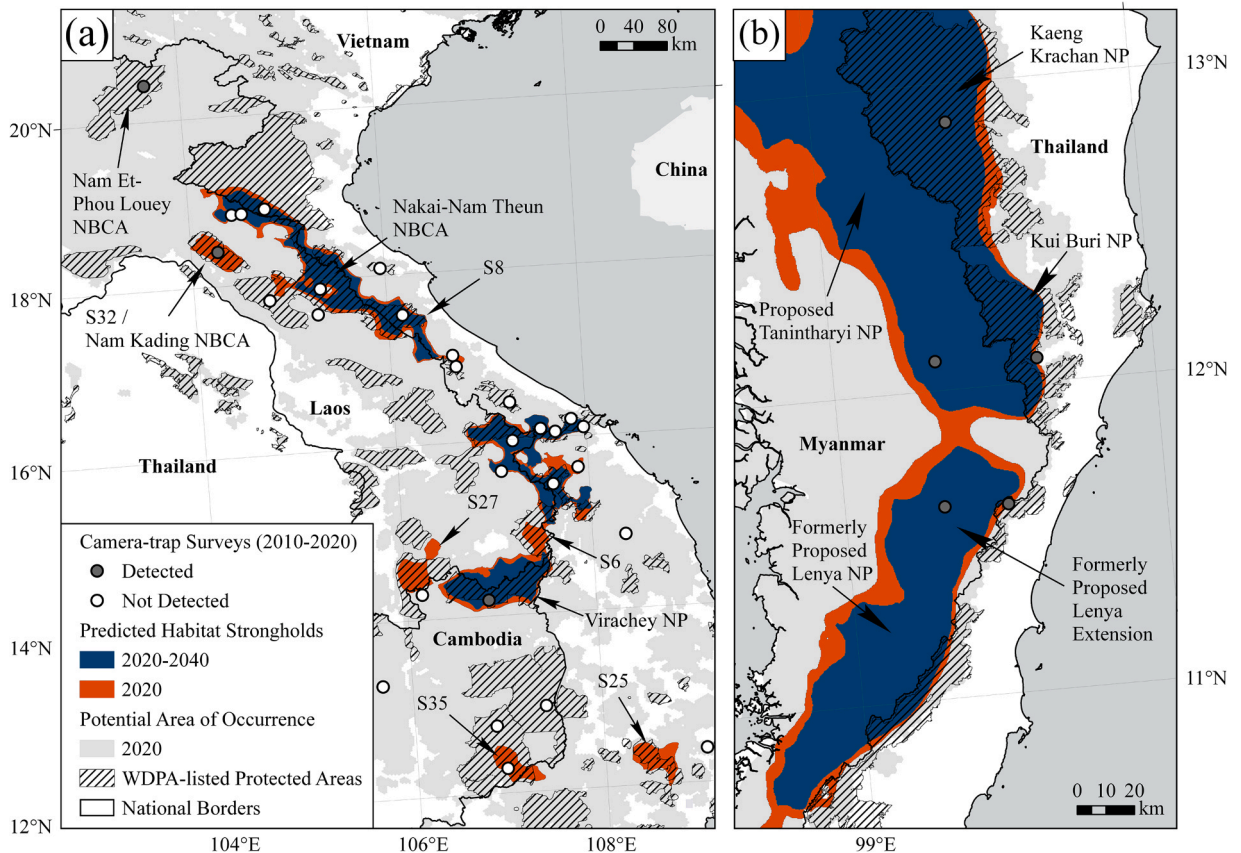 (a)
Vietnam
0 40 80
km
20°N
China
Nam Et-
Phou Louey
NBCA
Nakai-Nam Theun
NBCA
S8
18°N
S32 /
Nam Kading NBCA
Laos
Thailand
16°N
S27
S6
Virachey NP
Cambodia
14°N
S35
S25
12°N
104°E
106°E
108°E
Camera-trap Surveys (2010-2020)
Detected
Not Detected
Predicted Habitat Strongholds
2020-2040
2020
Potential Area of Occurrence
2020
WDPA-listed Protected Areas
National Borders
(b)
Kaeng
Krachan NP
13°N
Thailand
Kui Buri NP
Proposed
Tanintharyi NP
12°N
Myanmar
Formerly
Proposed
Lenya NP
Formerly
Proposed
Lenya
Extension
11°N
0 10 20
km
99°E